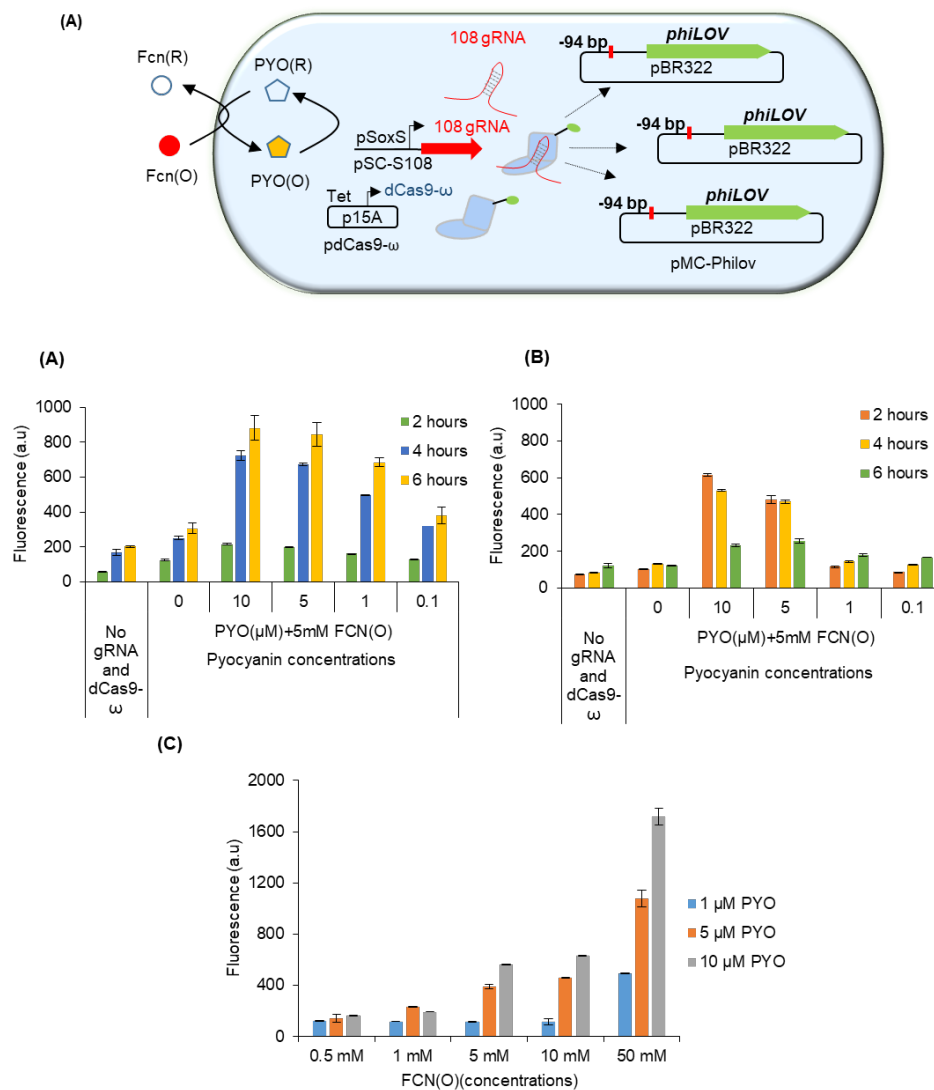 (A)
Fcn(R)
PYO(R)
Fcn(O)
PYO(O)
108 gRNA
pSoxS
108 gRNA
pSC-S108
Tet
dCas9-ω
p15A
pdCas9-ω
-94 bp
phiLOV
pBR322
-94 bp
phiLOV
pBR322
-94 bp
phiLOV
pBR322
pMC-Philov
(A)
Fluorescence (a.u)
1000
800
600
400
200
0
2 hours
4 hours
6 hours
0 10 5 1 0.1
No
gRNA
and
dCas9-
ω
PYO(µM)+5mM FCN(O)
Pyocyanin concentrations
(B)
Fluorescence (a.u)
1000
800
600
400
200
0
2 hours
4 hours
6 hours
0 10 5 1 0.1
No
gRNA
and
dCas9-
ω
PYO(µM)+5mM FCN(O)
Pyocyanin concentrations
(C)
Fluorescence (a.u)
2000
1600
1200
800
400
0
1 µM PYO
5 µM PYO
10 µM PYO
0.5 mM 1 mM 5 mM 10 mM 50 mM
FCN(O)(concentrations)